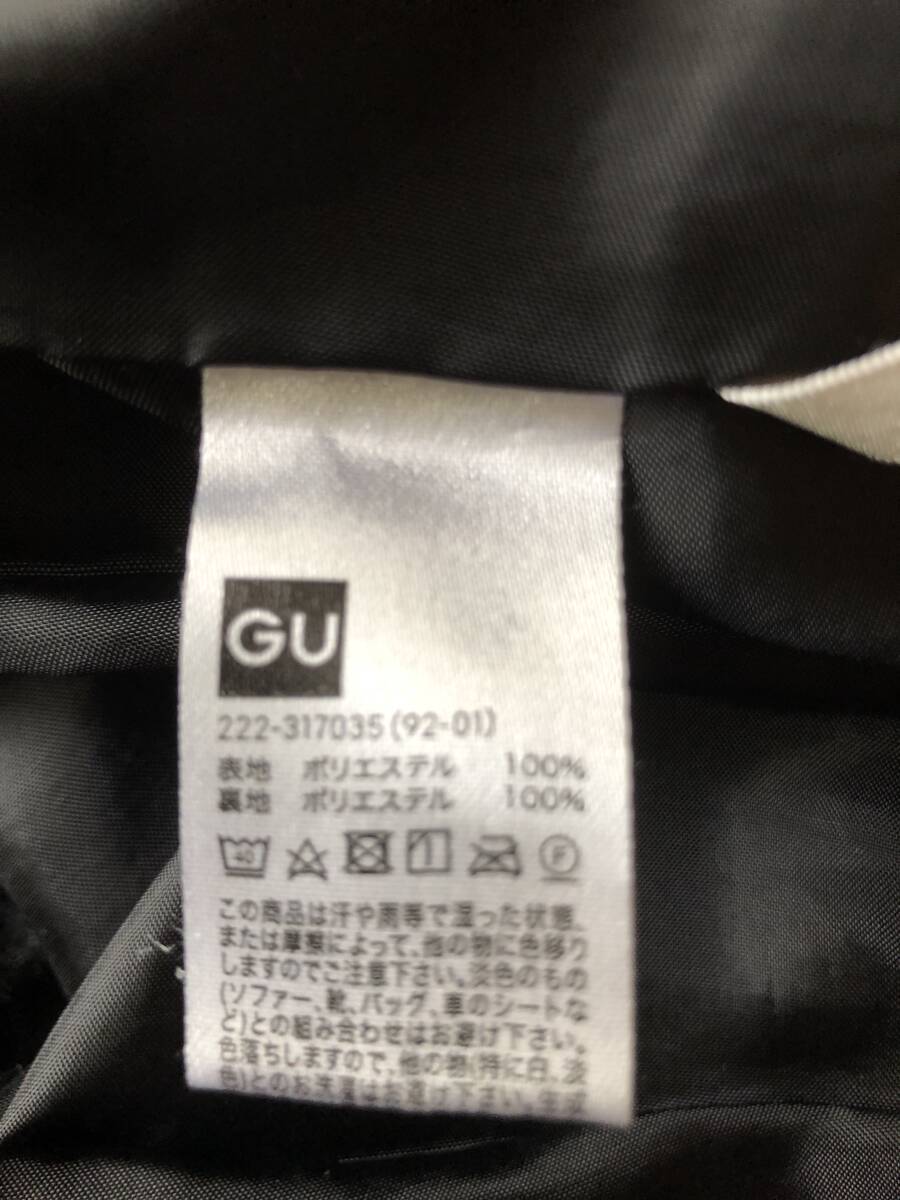 GU
222-317035(92-01)
表地 ポリエステル 100%
裏地 ポリエステル 100%
40 F
この商品は汗や雨等で湿った状態、
または摩擦によって、他の物に色移り
しますのでご注意下さい。淡色のもの
(ソファー、靴、バッグ、車のシートな
ど)との組み合わせはお避け下さい。
色落ちしますので、他の物(特に白、淡
色)とのお洗濯はお避け下さい。生成